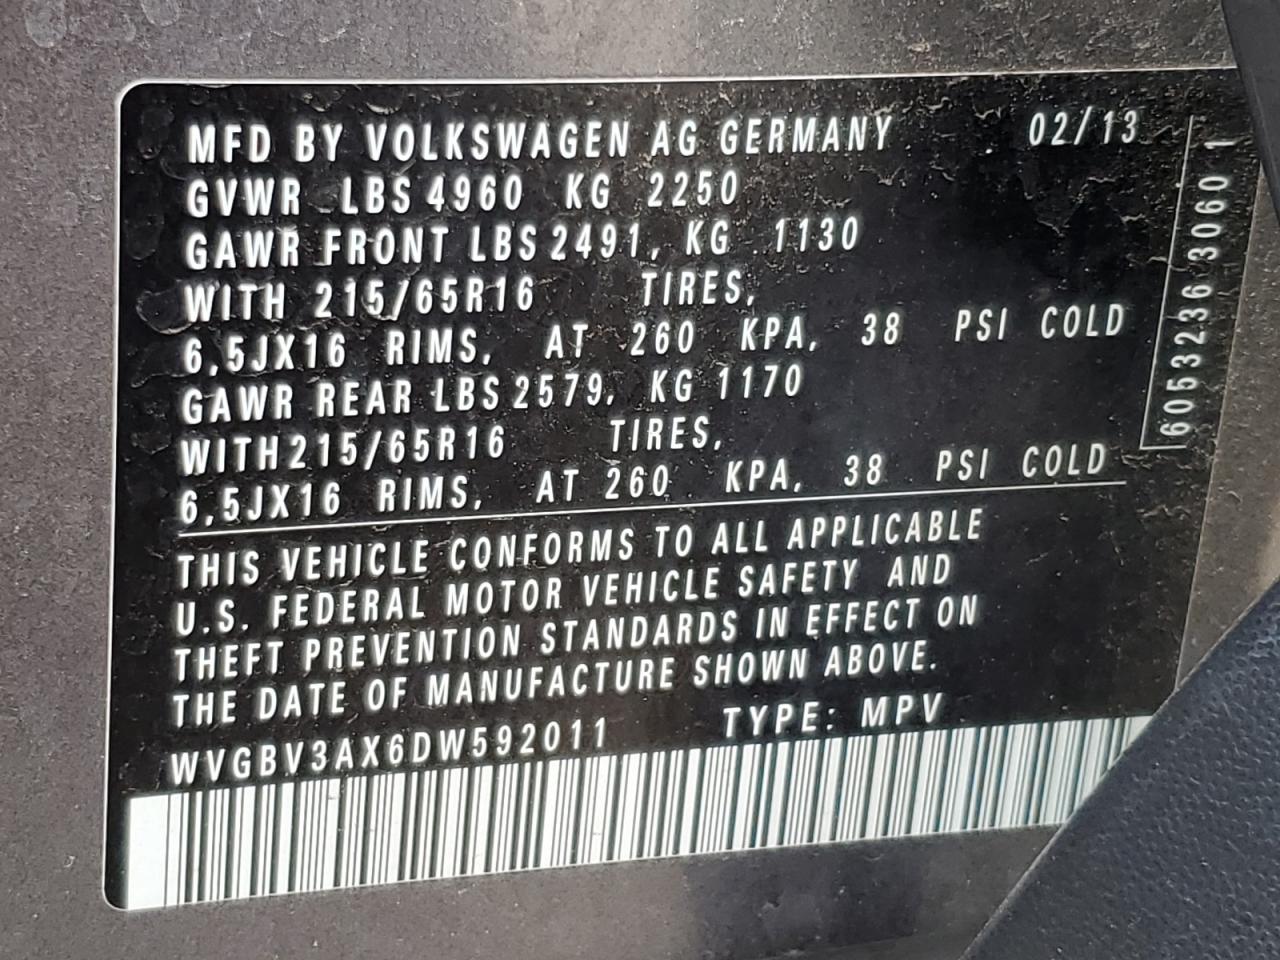 MFD BY VOLKSWAGEN AG GERMANY 02/13
GVWR LBS 4960 KG 2250
GAWR FRONT LBS 2491, KG 1130
WITH 215/65R16 TIRES,
6,5JX16 RIMS, AT 260 KPA, 38 PSI COLD
GAWR REAR LBS 2579, KG 1170
WITH 215/65R16 TIRES,
6,5JX16 RIMS, AT 260 KPA, 38 PSI COLD
THIS VEHICLE CONFORMS TO ALL APPLICABLE
U.S. FEDERAL MOTOR VEHICLE SAFETY AND
THEFT PREVENTION STANDARDS IN EFFECT ON
THE DATE OF MANUFACTURE SHOWN ABOVE.
WVGBV3AX6DW592011 TYPE: MPV
6053236 3060 1